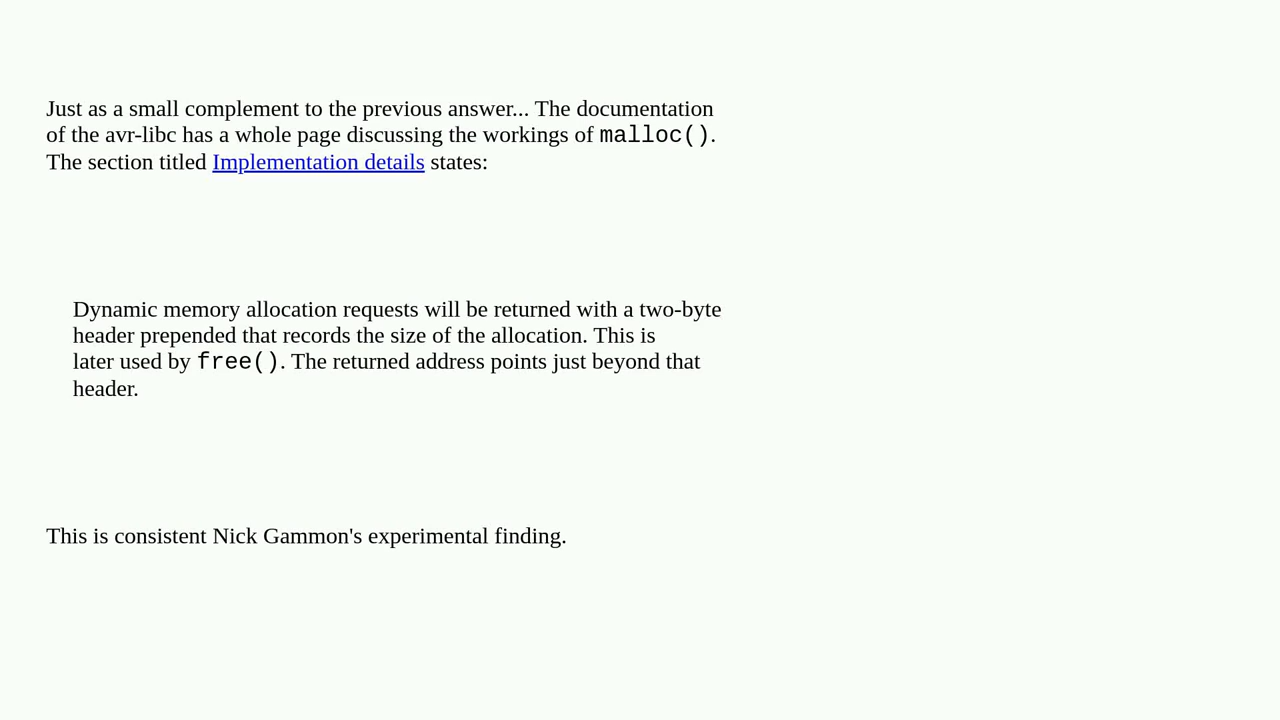 Just as a small complement to the previous answer... The documentation
of the avr-libc has a whole page discussing the workings of malloc().
The section titled Implementation details states:
Dynamic memory allocation requests will be returned with a two-byte
header prepended that records the size of the allocation. This is
later used by free(). The returned address points just beyond that
header.
This is consistent Nick Gammon's experimental finding.